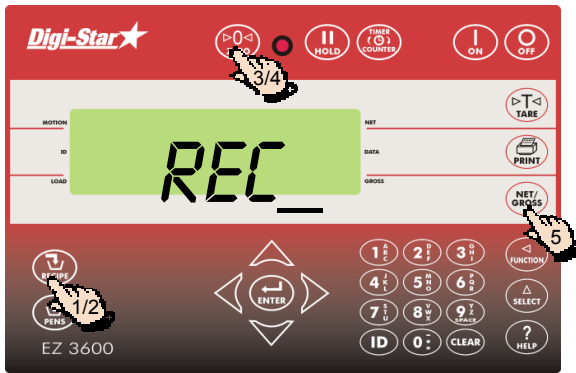 Digi-Star
ZERO
HOLD
TIMER
COUNTER
ON
OFF
3/4
TARE
MOTION
NET
ID
DATA
PRINT
LOAD
GROSS
REC_
NET/
GROSS
5
RECIPE
1/2
PENS
ENTER
1 A B C
2 D E F
3 G H I
FUNCTION
4 J K L
5 M N O
6 P Q R
SELECT
7 S T U
8 V W X
9 Y Z SPACE
ID
0 - + *
CLEAR
?
HELP
EZ 3600